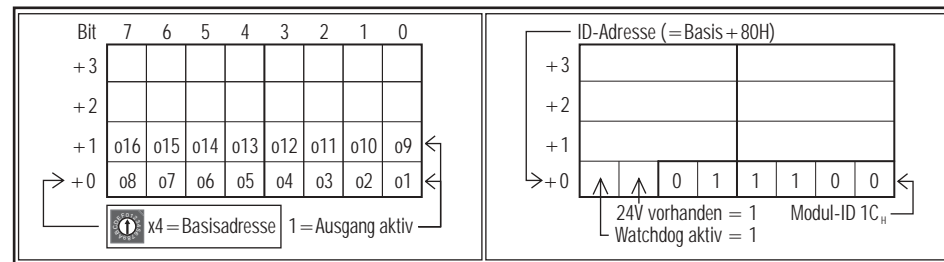 Bit 7 6 5 4 3 2 1 0
+3
+2
+1 o16 o15 o14 o13 o12 o11 o10 o9
+0 o8 o7 o6 o5 o4 o3 o2 o1
x4=Basisadresse 1=Ausgang aktiv
ID-Adresse (=Basis+80H)
+3
+2
+1
+0 0 1 1 1 0 0
24V vorhanden = 1 Modul-ID 1CH
Watchdog aktiv = 1